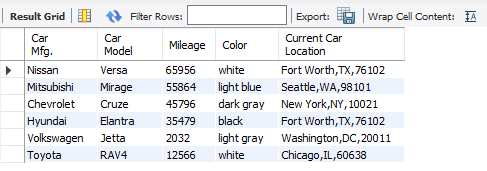 Result Grid Filter Rows: Export: Wrap Cell Content: IA
Car Mfg. Car Model Mileage Color Current Car Location
Nissan Versa 65956 white Fort Worth,TX,76102
Mitsubishi Mirage 55864 light blue Seattle,WA,98101
Chevrolet Cruze 45796 dark gray New York,NY,10021
Hyundai Elantra 35479 black Fort Worth,TX,76102
Volkswagen Jetta 2032 light gray Washington,DC,20011
Toyota RAV4 12566 white Chicago,IL,60638